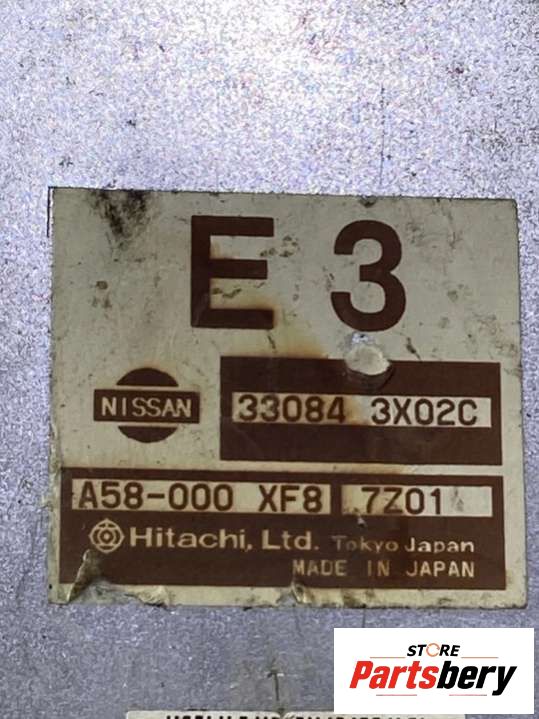 E 3
NISSAN
33084 3X02C
A58-000 XF8 7Z01
Hitachi, Ltd. Tokyo Japan
MADE IN JAPAN
STORE
Partsbery